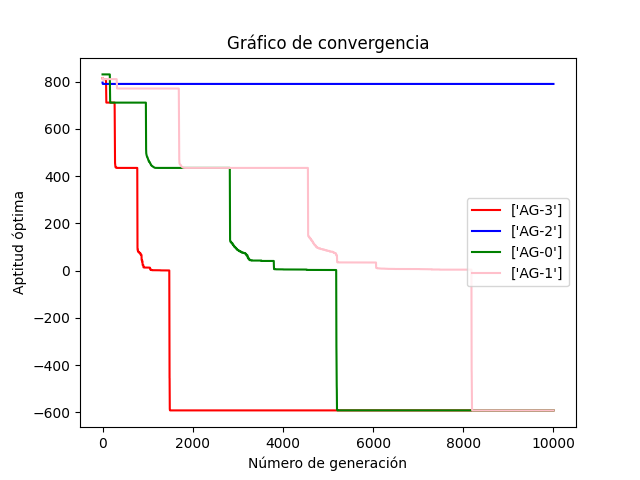 Gráfico de convergencia
Aptitud óptima
800
600
400
200
0
−200
−400
−600
['AG-3']
['AG-2']
['AG-0']
['AG-1']
0 2000 4000 6000 8000 10000
Número de generación